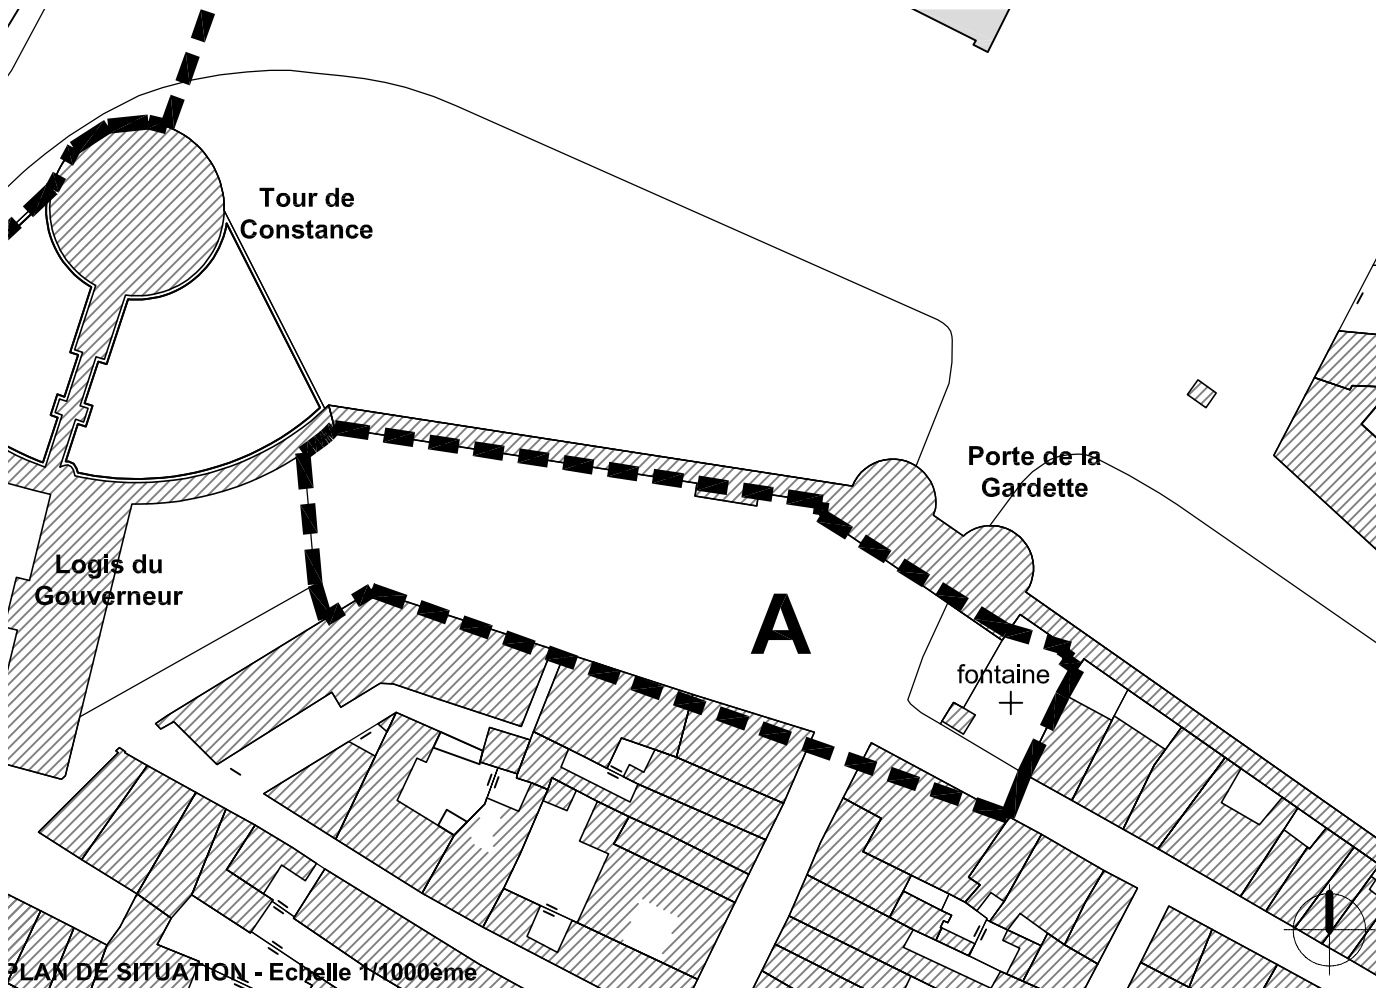 Tour de
Constance
Porte de la
Gardette
Logis du
Gouverneur
A
fontaine
PLAN DE SITUATION - Echelle 1/1000ème